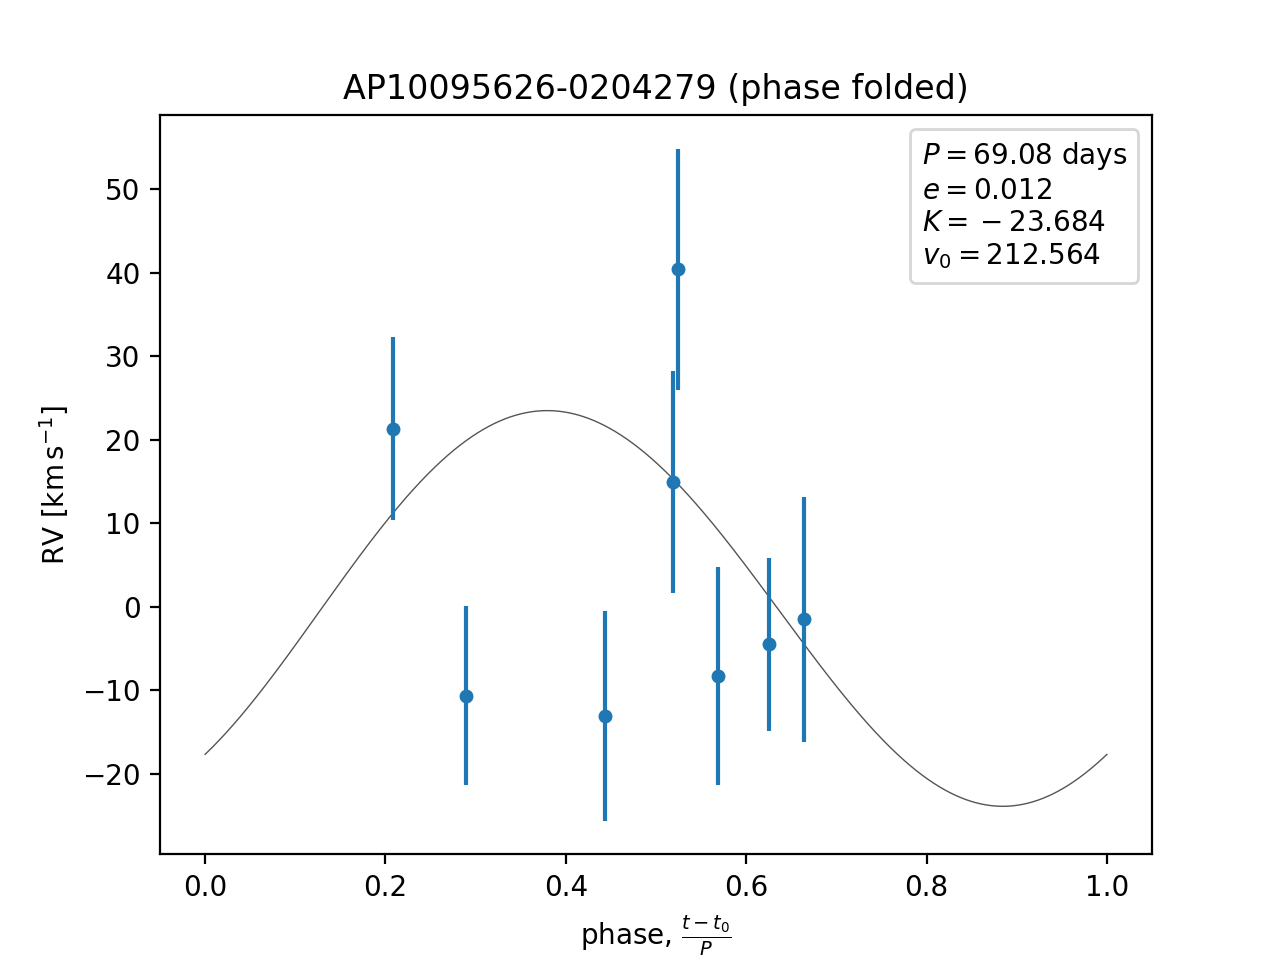 AP10095626-0204279 (phase folded)
P = 69.08 days
e = 0.012
K = −23.684
v₀ = 212.564
50
40
30
20
10
0
−10
−20
RV [km s⁻¹]
0.0 0.2 0.4 0.6 0.8 1.0
phase, (t − t₀)/P